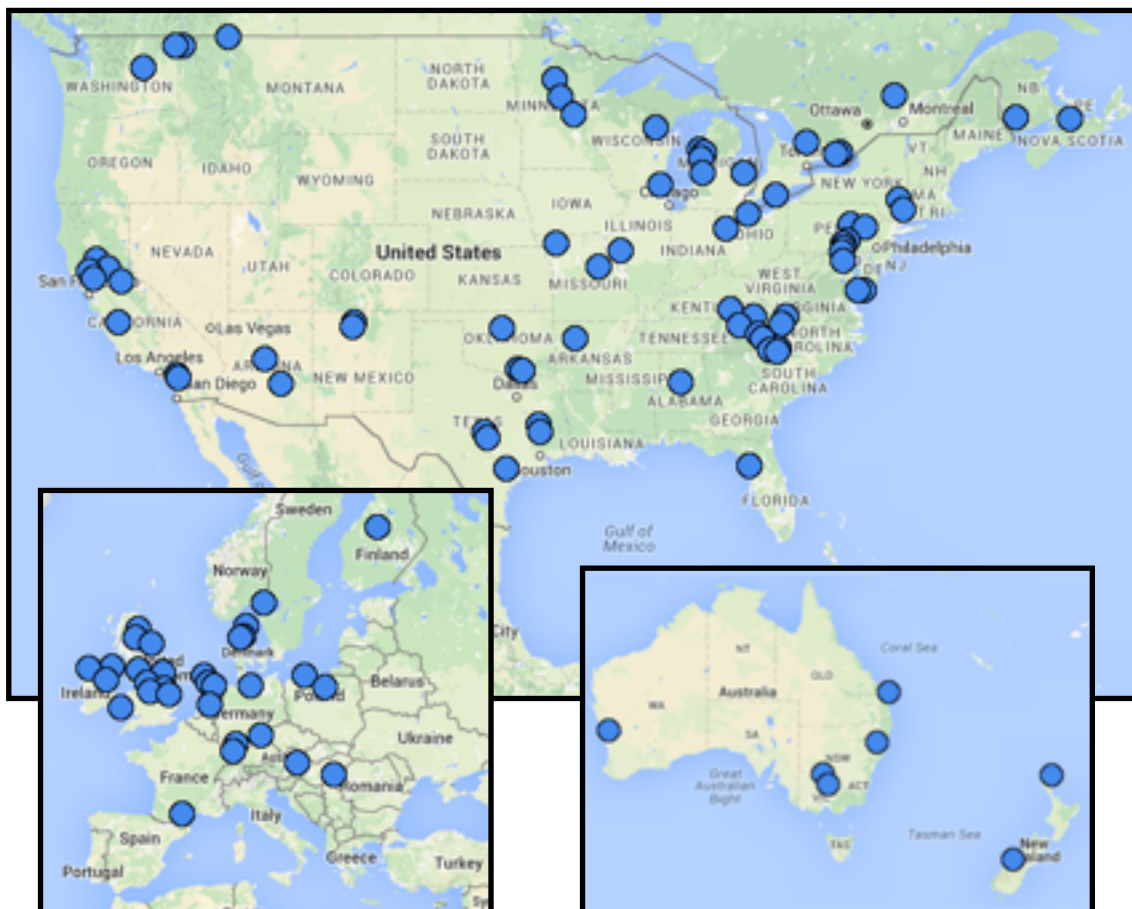 NORTH
DAKOTA
WASHINGTON
MONTANA
MINNESOTA
Ottawa
Montreal
NB
PE
MAINE
NOVA SCOTIA
VT
NH
WISCONSIN
SOUTH
DAKOTA
OREGON
IDAHO
WYOMING
NEW YORK
MA
RI
IOWA
NEBRASKA
ILLINOIS
INDIANA
OHIO
United States
NEVADA
UTAH
COLORADO
KANSAS
MISSOURI
WEST
VIRGINIA
Philadelphia
DE
NJ
CALIFORNIA
Las Vegas
OKLAHOMA
TENNESSEE
NORTH
CAROLINA
ARKANSAS
Los Angeles
San Diego
ARIZONA
NEW MEXICO
Dallas
MISSISSIPPI
ALABAMA
SOUTH
CAROLINA
GEORGIA
TEXAS
LOUISIANA
Houston
FLORIDA
Gulf of
Mexico
City
Sweden
Finland
Norway
Denmark
Ireland
Poland
Belarus
Germany
Ukraine
France
Romania
Italy
Spain
Portugal
Greece
Turkey
Coral Sea
NT
QLD
Australia
WA
SA
NSW
Great
Australian
Bight
ACT
VIC
Tasman Sea
TAS
New
Zealand